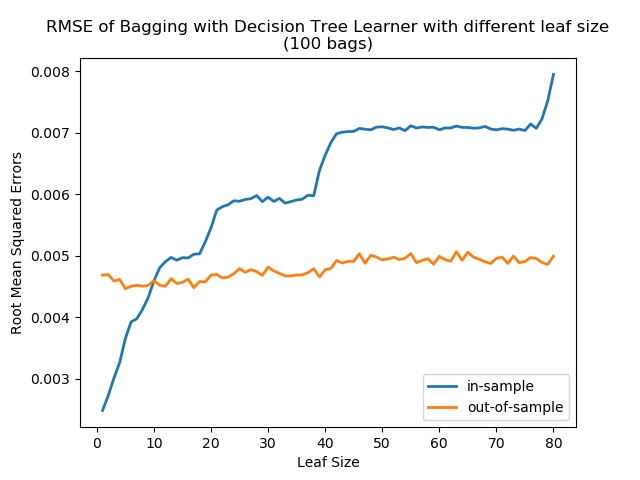 RMSE of Bagging with Decision Tree Learner with different leaf size
(100 bags)
0.008
0.007
0.006
0.005
0.004
0.003
Root Mean Squared Errors
0 10 20 30 40 50 60 70 80
Leaf Size
in-sample
out-of-sample